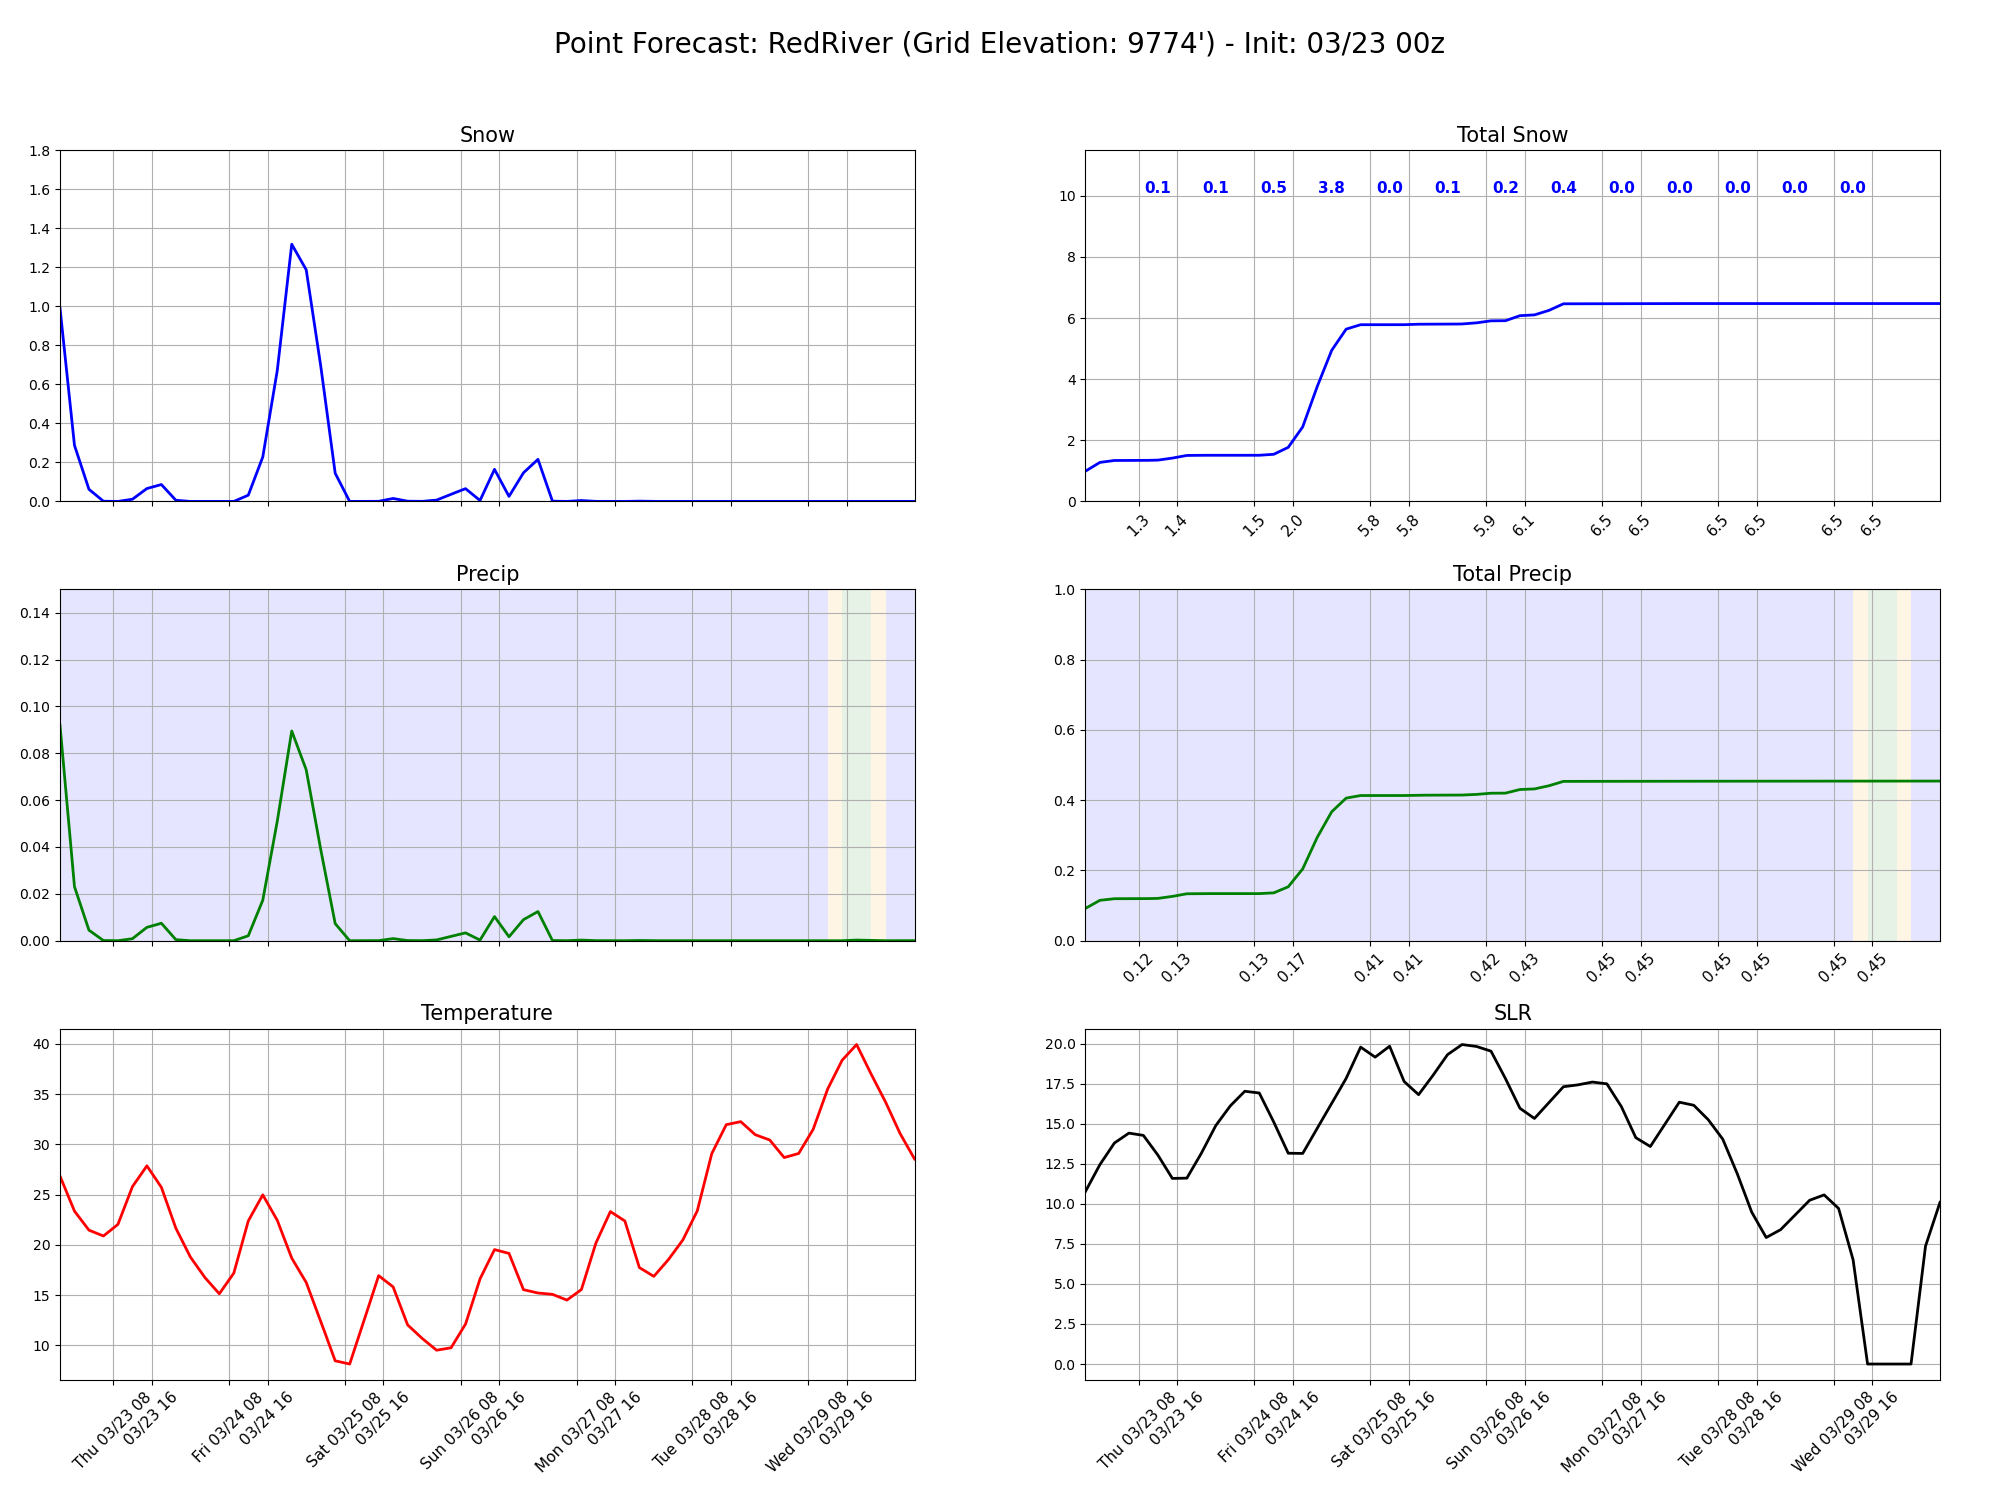 Point Forecast: RedRiver (Grid Elevation: 9774') - Init: 03/23 00z
Snow
1.8
1.6
1.4
1.2
1.0
0.8
0.6
0.4
0.2
0.0
Total Snow
0.1 0.1 0.5 3.8 0.0 0.1 0.2 0.4 0.0 0.0 0.0 0.0 0.0
10
8
6
4
2
0
1.3 1.4 1.5 2.0 5.8 5.8 5.9 6.1 6.5 6.5 6.5 6.5 6.5 6.5
Precip
0.14
0.12
0.10
0.08
0.06
0.04
0.02
0.00
Total Precip
1.0
0.8
0.6
0.4
0.2
0.0
0.12 0.13 0.13 0.17 0.41 0.41 0.42 0.43 0.45 0.45 0.45 0.45 0.45 0.45
Temperature
40
35
30
25
20
15
10
Thu 03/23 08
03/23 16
Fri 03/24 08
03/24 16
Sat 03/25 08
03/25 16
Sun 03/26 08
03/26 16
Mon 03/27 08
03/27 16
Tue 03/28 08
03/28 16
Wed 03/29 08
03/29 16
SLR
20.0
17.5
15.0
12.5
10.0
7.5
5.0
2.5
0.0
Thu 03/23 08
03/23 16
Fri 03/24 08
03/24 16
Sat 03/25 08
03/25 16
Sun 03/26 08
03/26 16
Mon 03/27 08
03/27 16
Tue 03/28 08
03/28 16
Wed 03/29 08
03/29 16